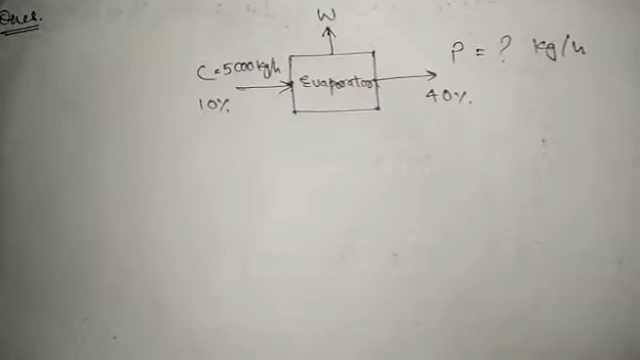 Ques.
W
C = 5000 kg/h
Evaporator
P = ? kg/h
10%
40%.